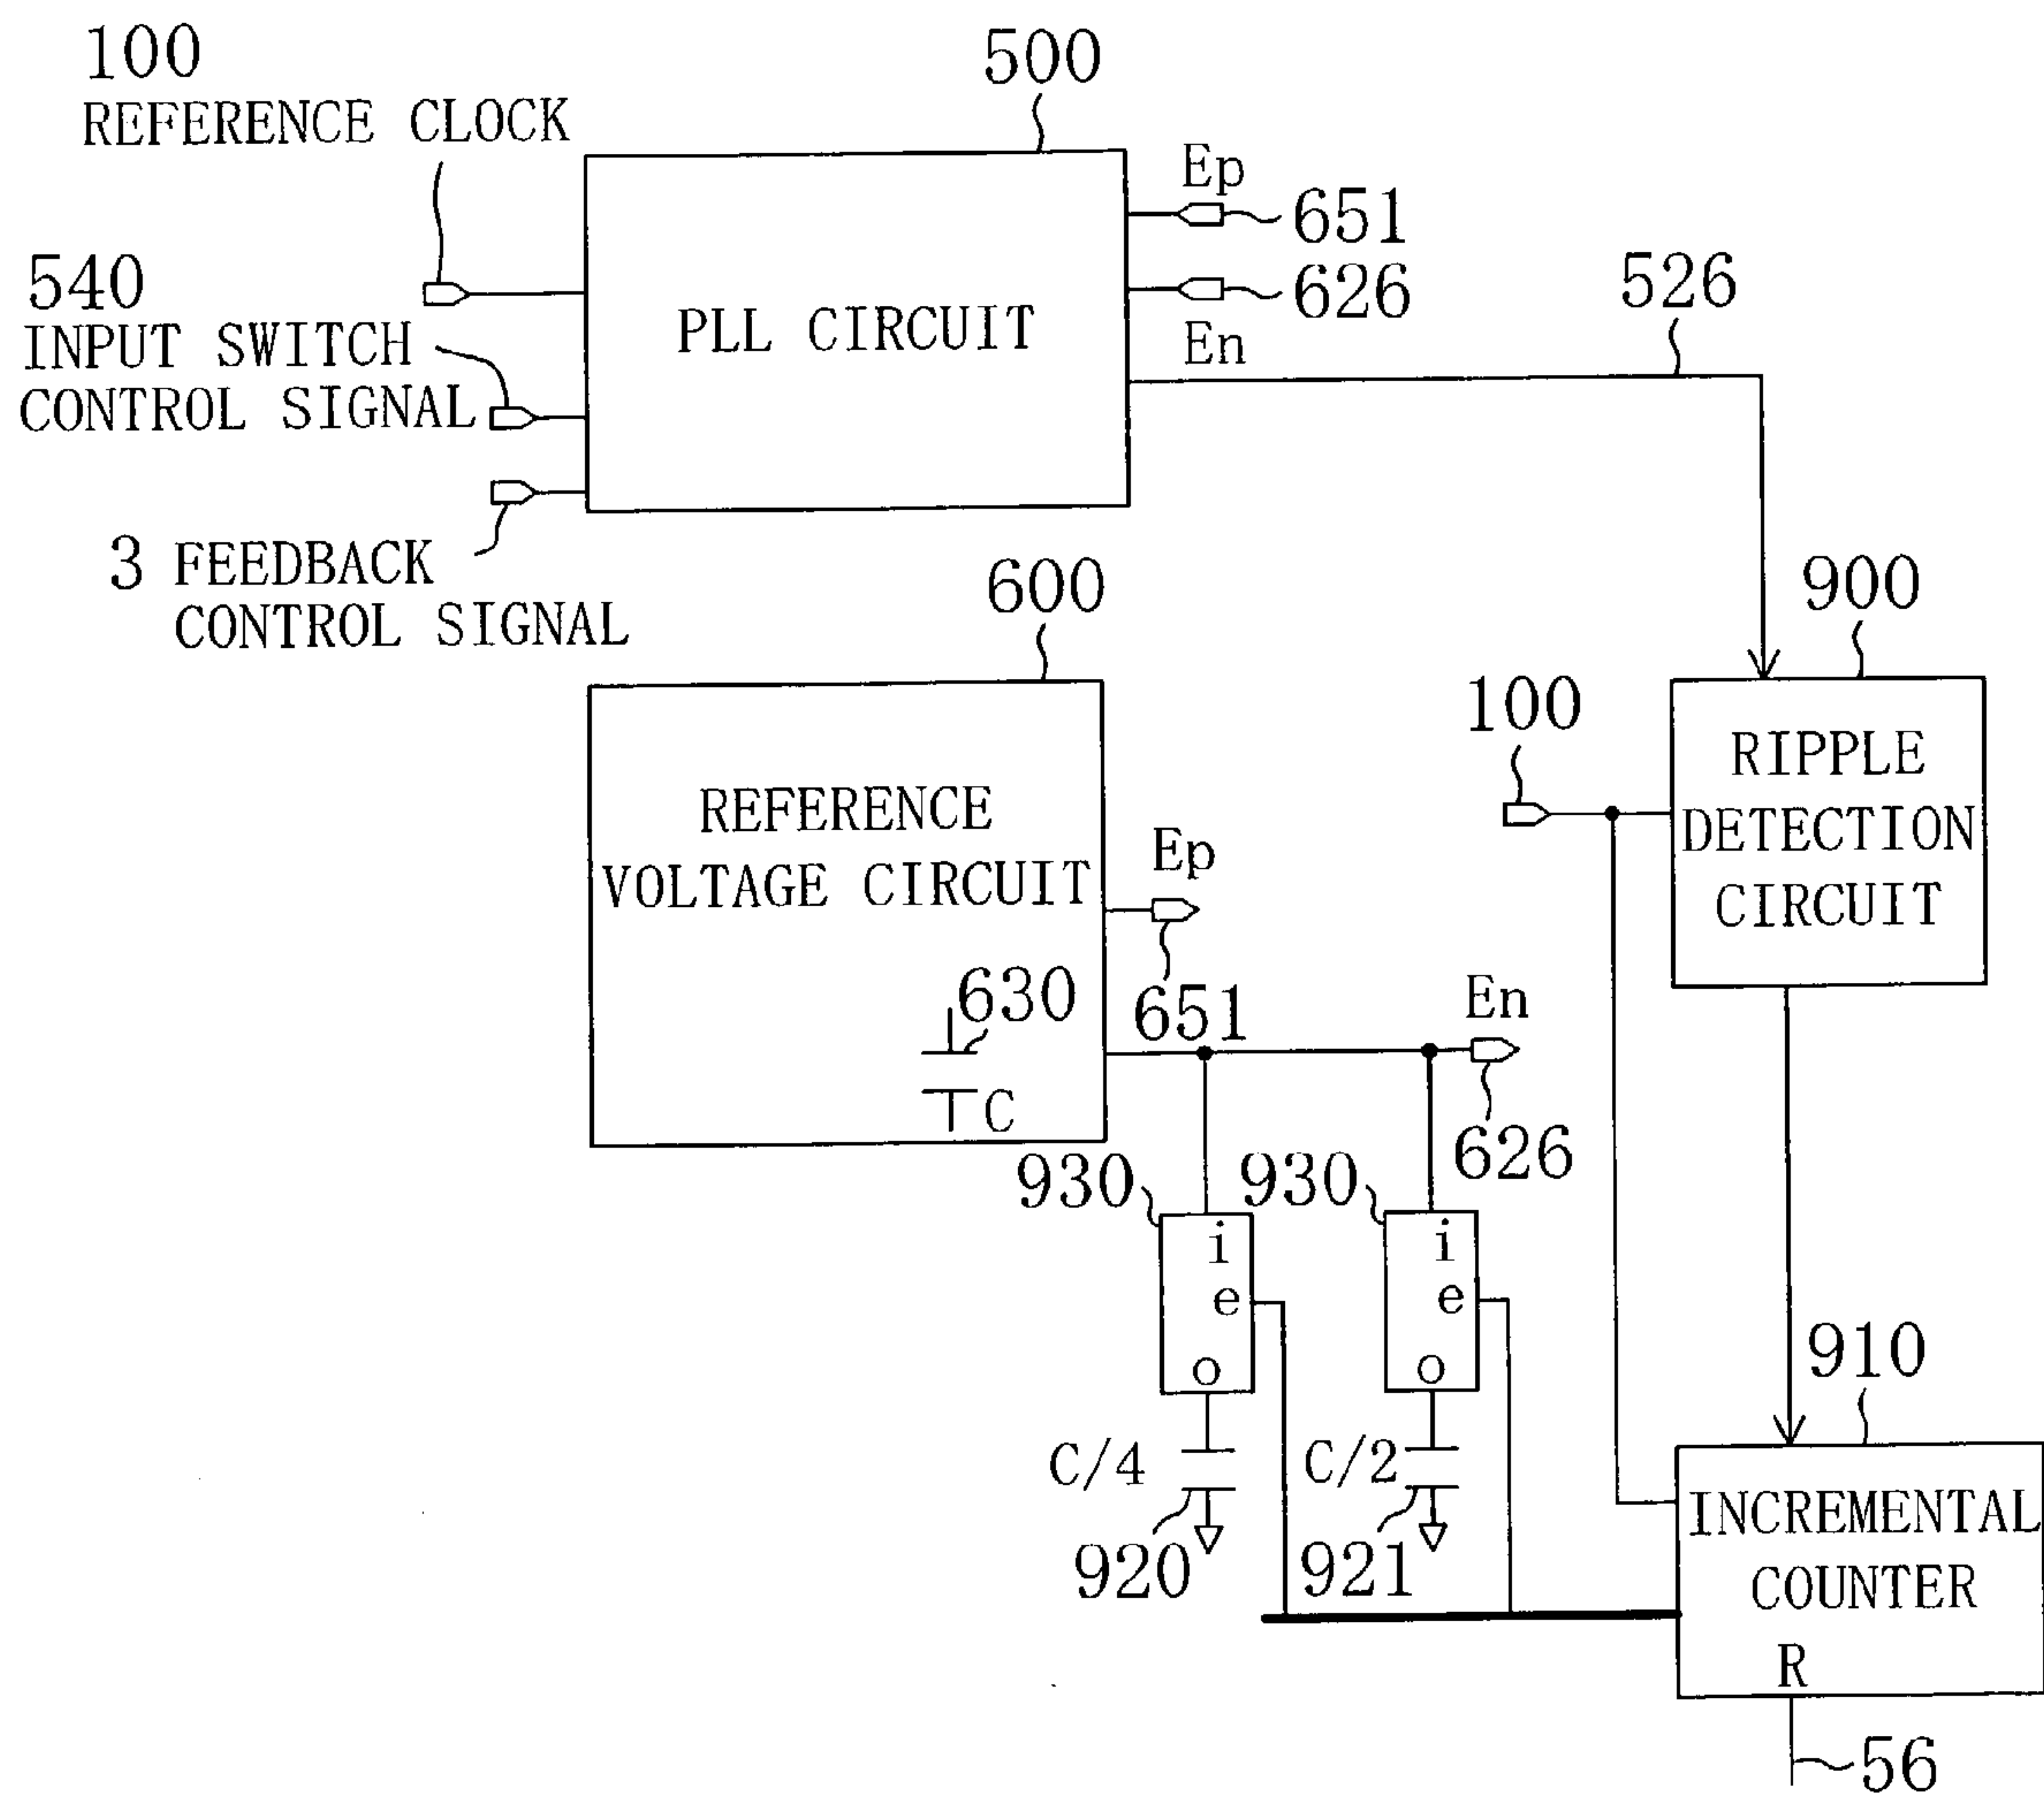 100
REFERENCE CLOCK
500
Ep
651
540
INPUT SWITCH
CONTROL SIGNAL
PLL CIRCUIT
626
En
526
3 FEEDBACK
CONTROL SIGNAL
600
900
100
REFERENCE
VOLTAGE CIRCUIT
RIPPLE
DETECTION
CIRCUIT
Ep
651
630
C
En
626
930
930
i
e
o
i
e
o
910
C/4
C/2
920
921
INCREMENTAL
COUNTER
R
56